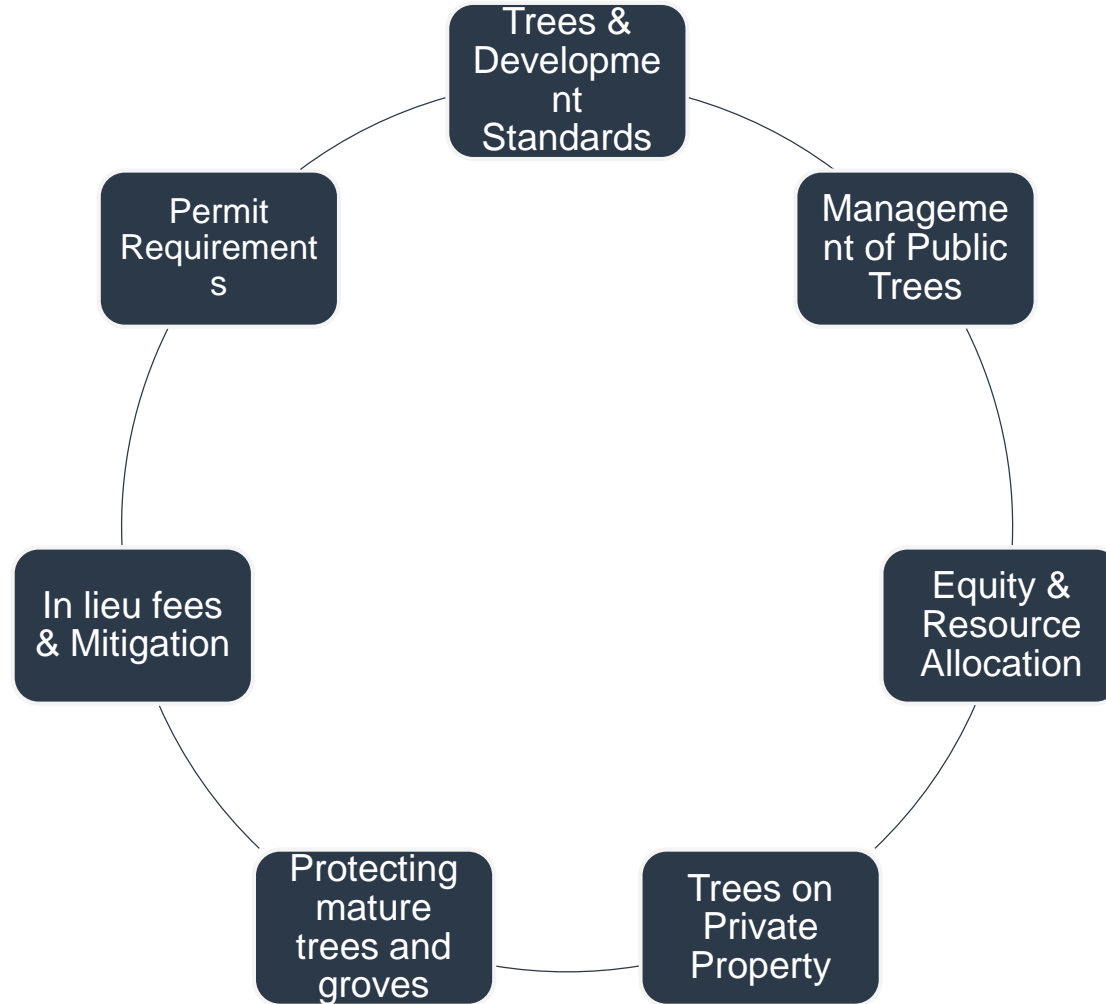 Trees &
Developme
nt
Standards
Manageme
nt of Public
Trees
Equity &
Resource
Allocation
Trees on
Private
Property
Protecting
mature
trees and
groves
In lieu fees
& Mitigation
Permit
Requirement
s